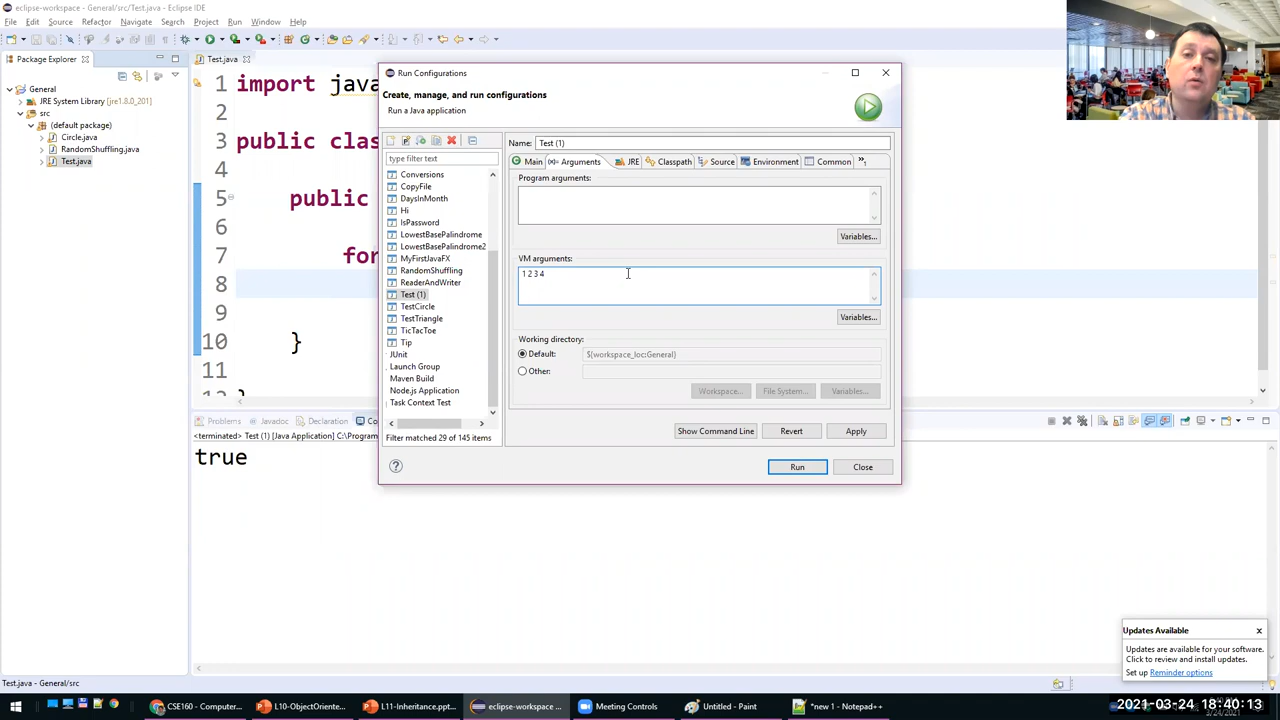 eclipse-workspace - General/src/Test.java - Eclipse IDE
File Edit Source Refactor Navigate Search Project Run Window Help
Package Explorer
General
JRE System Library [jre1.8.0_201]
src
(default package)
Circle.java
RandomShuffling.java
Test.java
Test.java
1 import java
2
3 public clas
4
5 public
6
7 for
8
9
10 }
11
Run Configurations
Create, manage, and run configurations
Run a Java application
type filter text
Conversions
CopyFile
DaysInMonth
Hi
IsPassword
LowestBasePalindrome
LowestBasePalindrome2
MyFirstJavaFX
RandomShuffling
ReaderAndWriter
Test (1)
TestCircle
TestTriangle
TicTacToe
Tip
JUnit
Launch Group
Maven Build
Node.js Application
Task Context Test
Filter matched 29 of 145 items
Name: Test (1)
Main Arguments JRE Classpath Source Environment Common »1
Program arguments:
Variables...
VM arguments:
1 2 3 4
Variables...
Working directory:
Default: ${workspace_loc:General}
Other:
Workspace... File System... Variables...
Show Command Line Revert Apply
Run Close
Problems Javadoc Declaration Co
<terminated> Test (1) [Java Application] C:\Program
true
Updates Available x
Updates are available for your software.
Click to review and install updates.
Set up Reminder options
Test.java - General/src
CSE160 - Computer... L10-ObjectOriente... L11-Inheritance.ppt... eclipse-workspace ... Meeting Controls Untitled - Paint *new 1 - Notepad++
2021-03-24 18:40:13